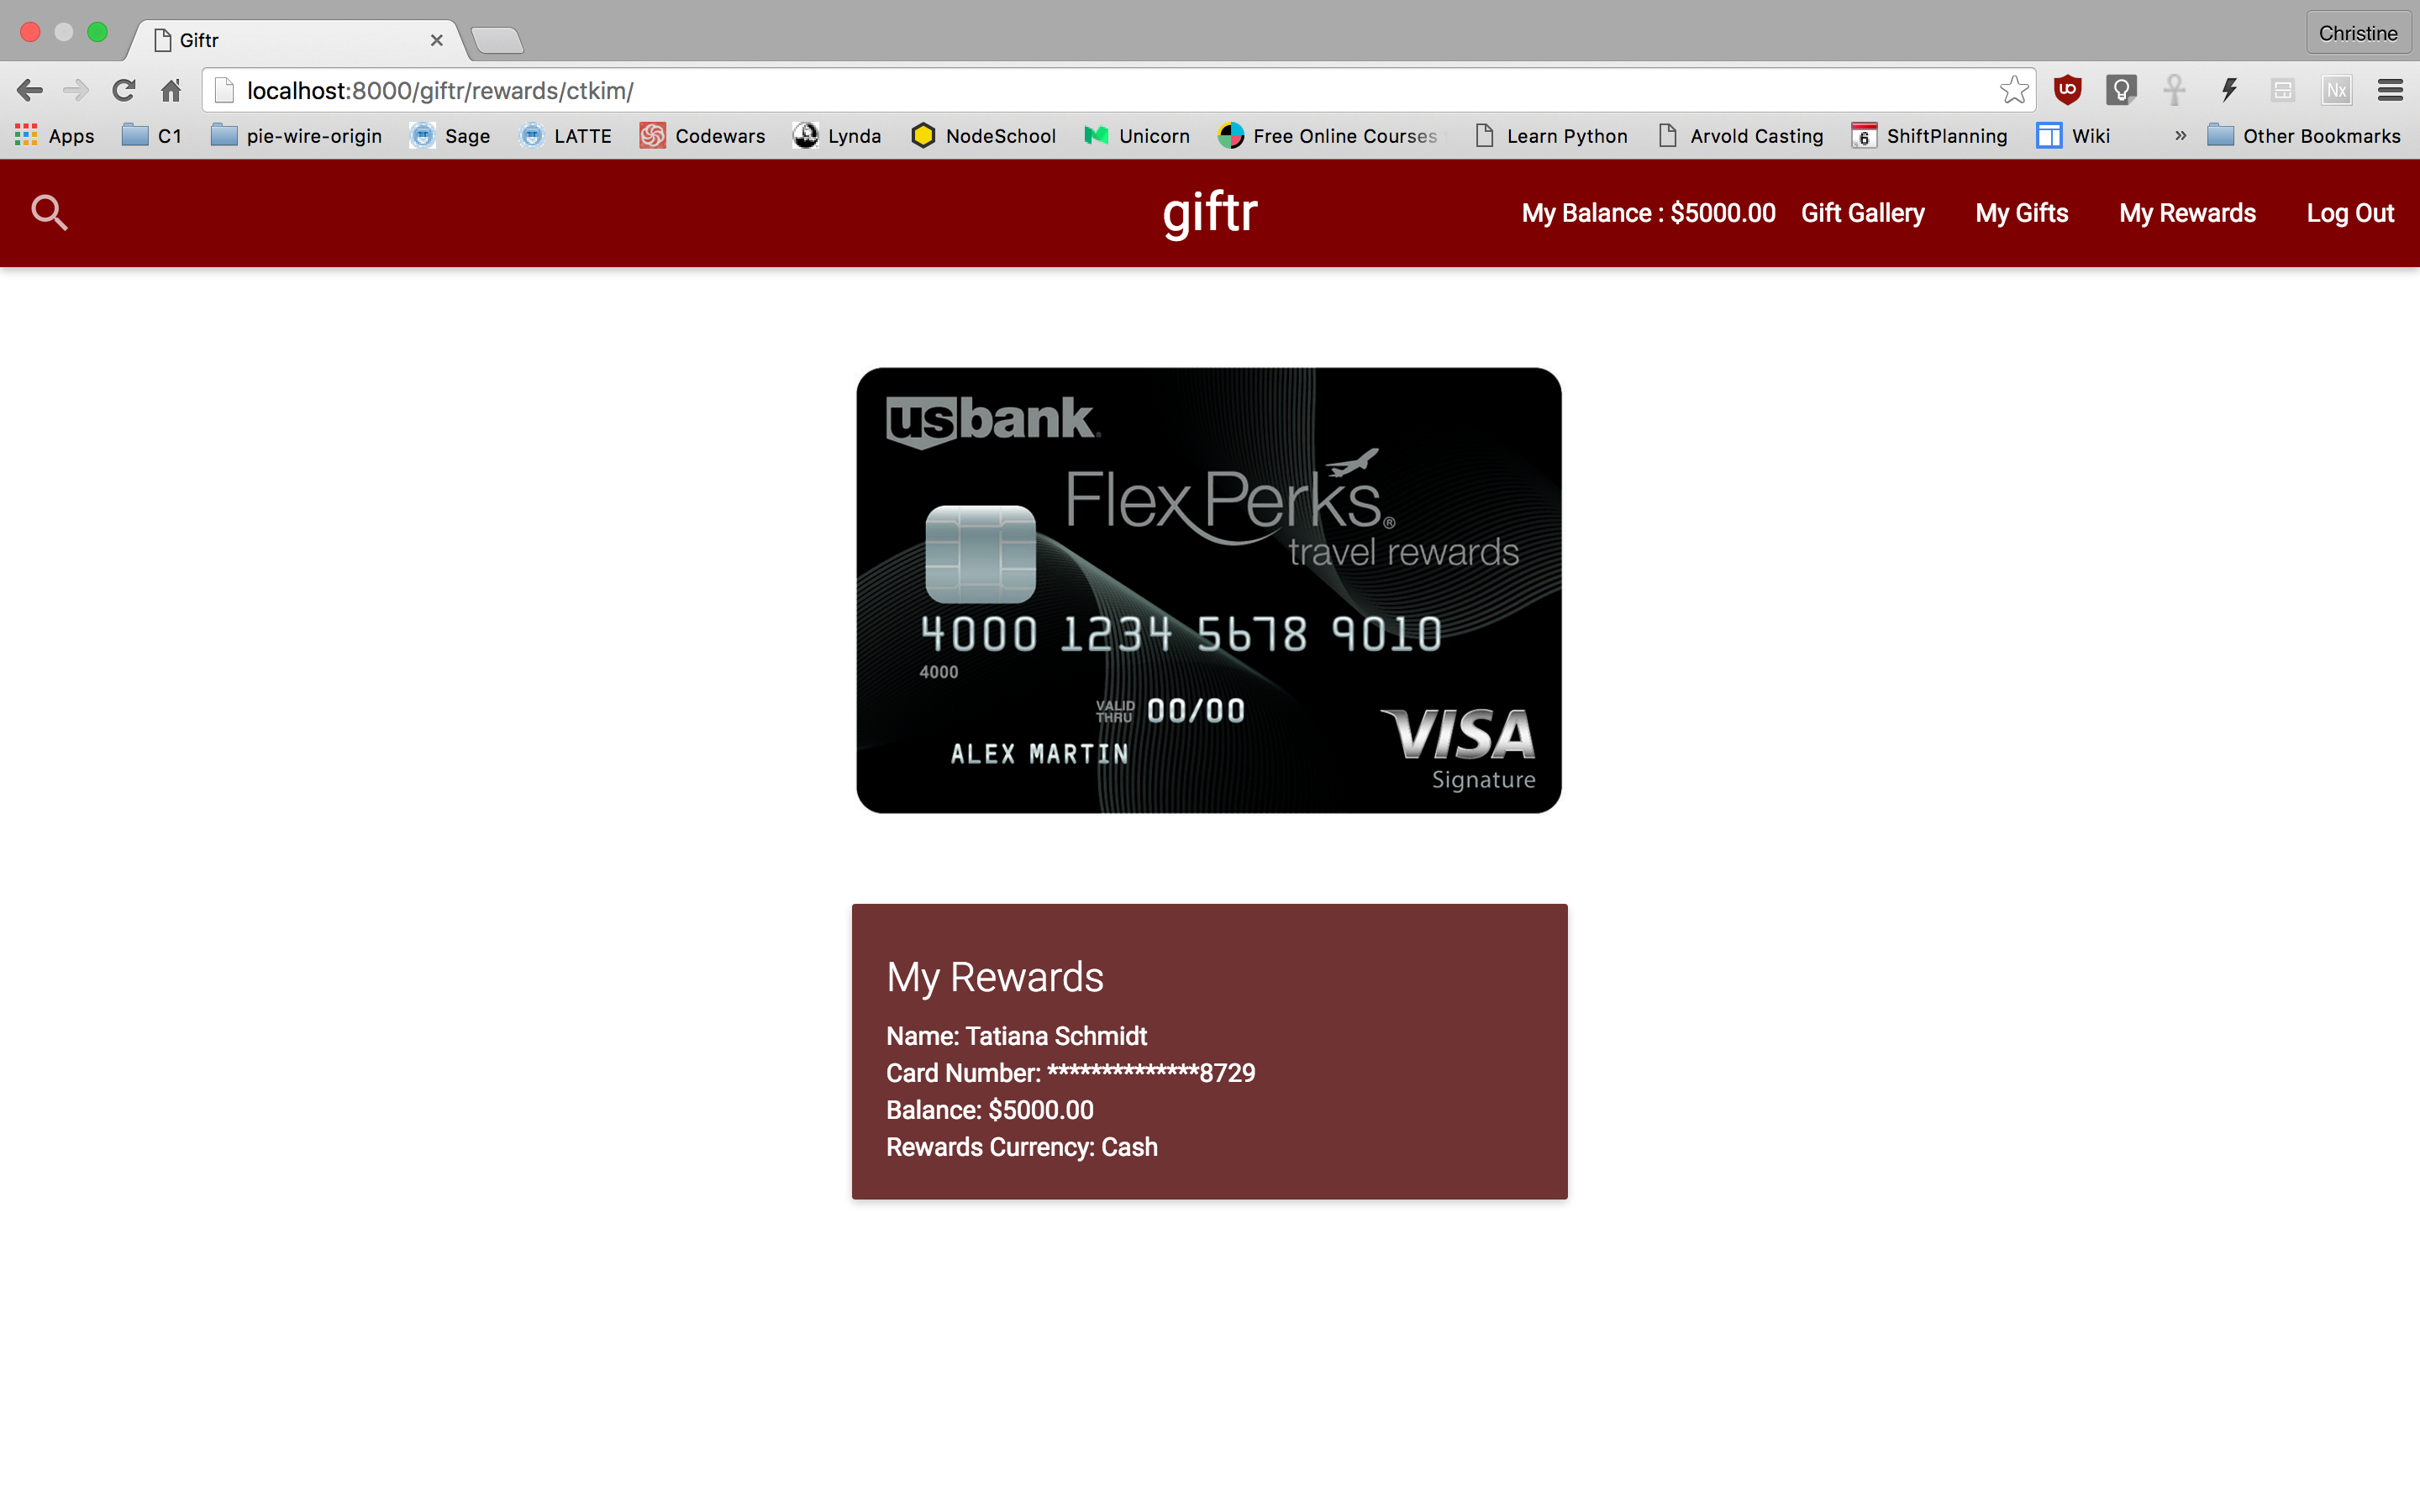 Giftr
Christine
localhost:8000/giftr/rewards/ctkim/
Apps C1 pie-wire-origin Sage LATTE Codewars Lynda NodeSchool Unicorn Free Online Courses Learn Python Arvold Casting 6 ShiftPlanning Wiki » Other Bookmarks
giftr My Balance : $5000.00 Gift Gallery My Gifts My Rewards Log Out
usbank
FlexPerks®
travel rewards
4000 1234 5678 9010
4000
VALID THRU 00/00
ALEX MARTIN
VISA
Signature
My Rewards
Name: Tatiana Schmidt
Card Number: **************8729
Balance: $5000.00
Rewards Currency: Cash